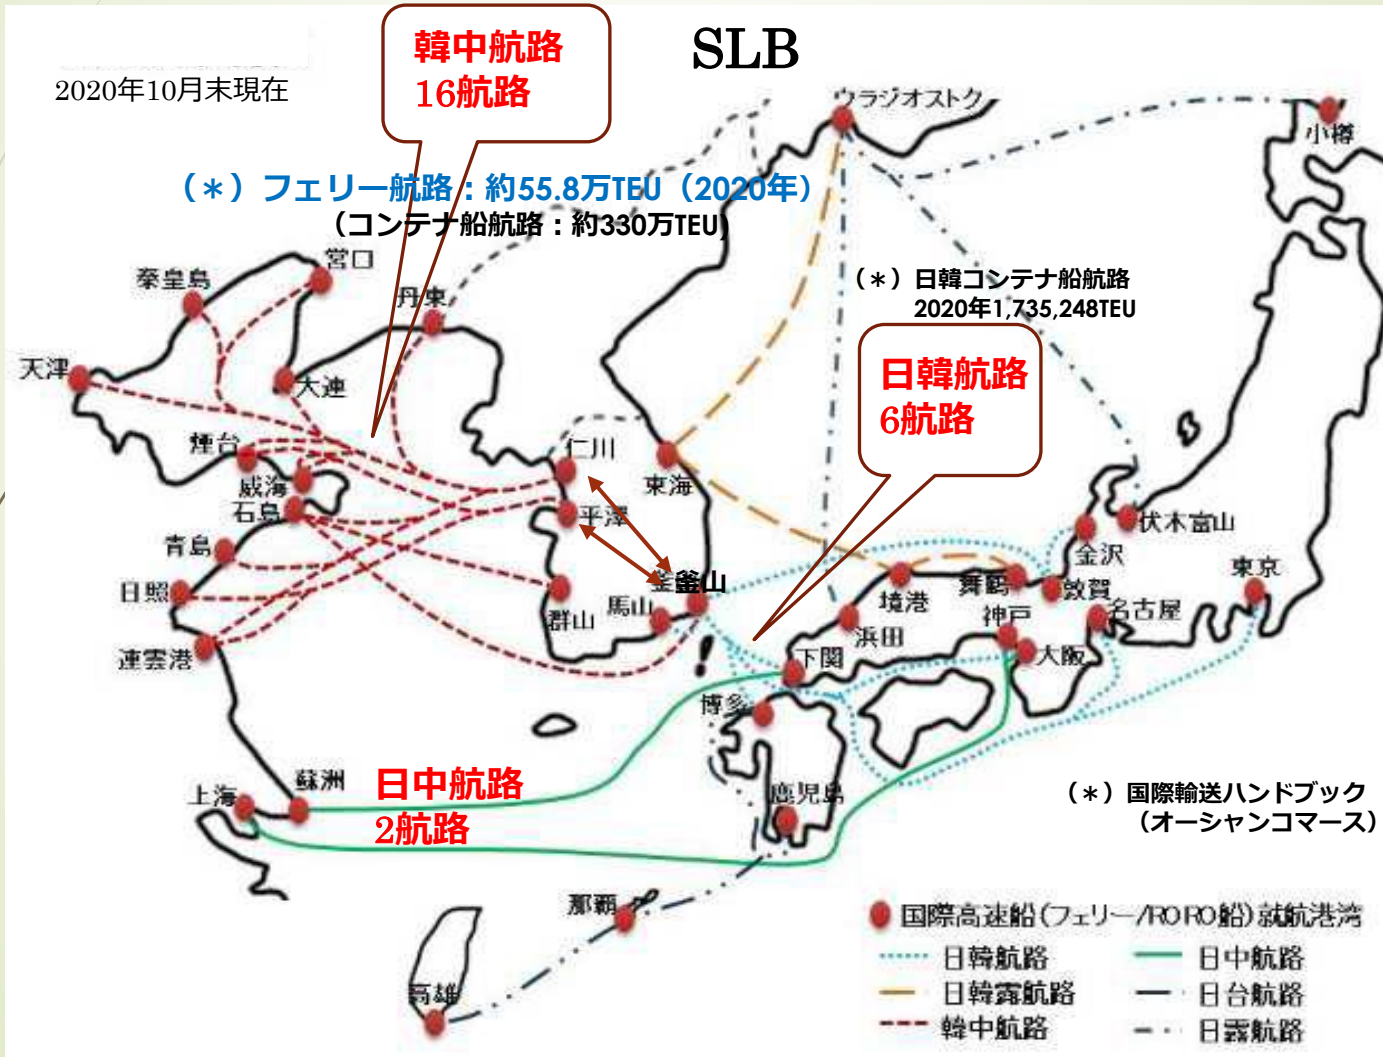 SLB
2020年10月末現在
韓中航路
16航路
(＊)フェリー航路：約55.8万TEU（2020年）
（コンテナ船航路：約330万TEU)
ウラジオストク
小樽
営口
秦皇島
丹東
(＊)日韓コンテナ船航路
2020年1,735,248TEU
天津
大連
日韓航路
6航路
煙台
威海
石島
仁川
東海
平澤
青島
伏木富山
金沢
日照
釜山
馬山
群山
境港
舞鶴
敦賀
東京
神戸
名古屋
浜田
連雲港
下関
大阪
博多
蘇州
上海
日中航路
2航路
鹿児島
(＊)国際輸送ハンドブック
（オーシャンコマース）
那覇
高雄
国際高速船(フェリー/RORO船)就航港湾
日韓航路
日中航路
日韓露航路
日台航路
韓中航路
日露航路